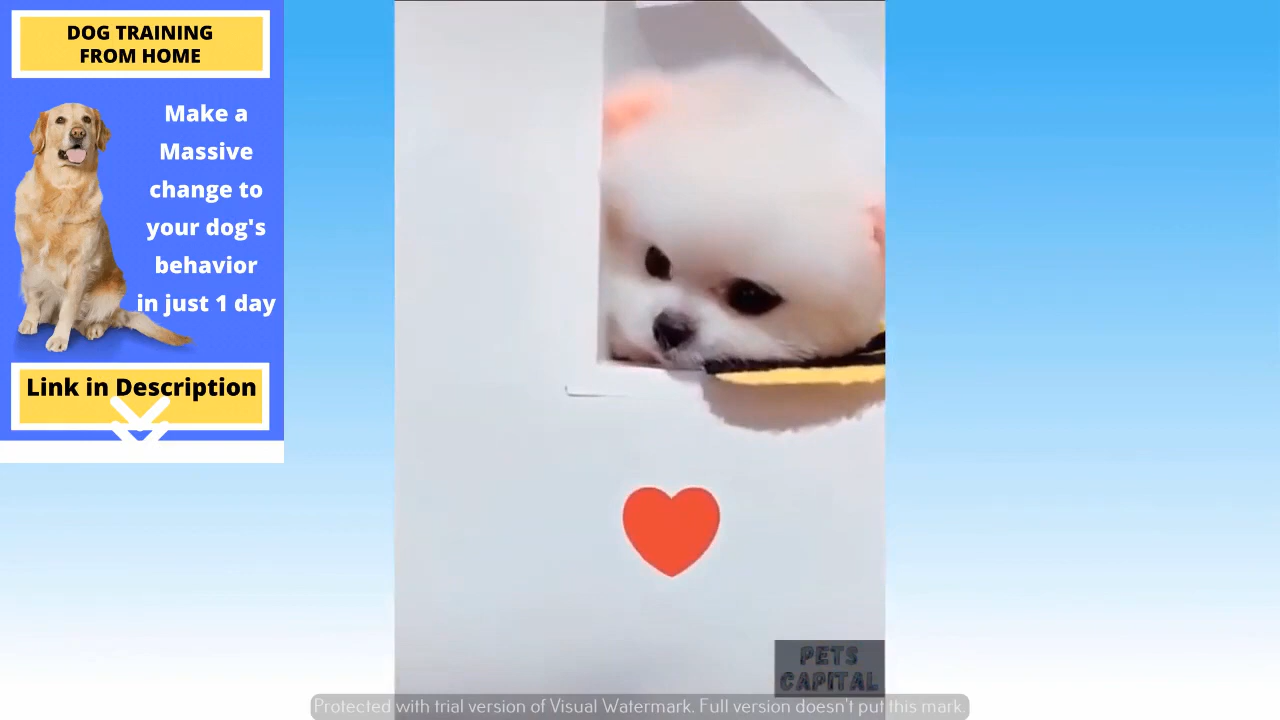 DOG TRAINING
FROM HOME
Make a
Massive
change to
your dog's
behavior
in just 1 day
Link in Description
PETS
CAPITAL
Protected with trial version of Visual Watermark. Full version doesn't put this mark.